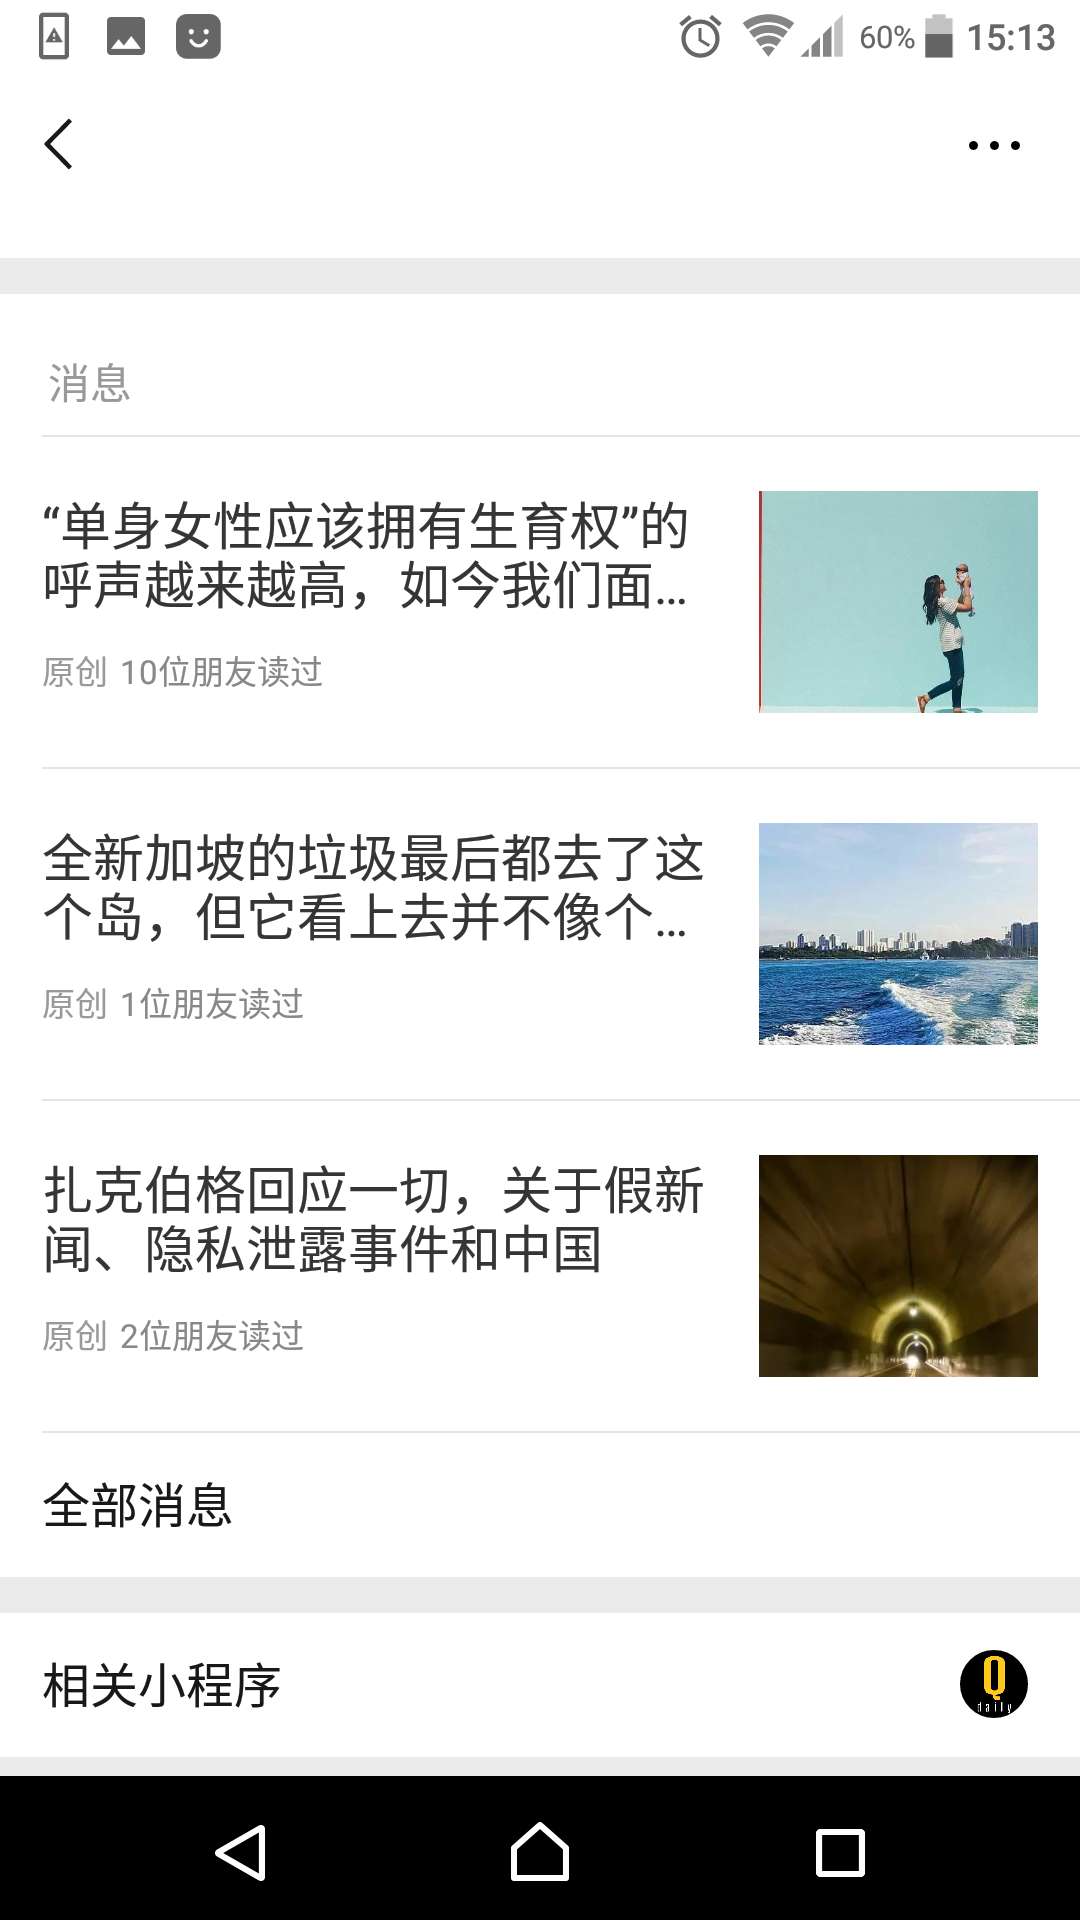 60% 15:13
消息
“单身女性应该拥有生育权”的
呼声越来越高，如今我们面...
原创 10位朋友读过
全新加坡的垃圾最后都去了这
个岛，但它看上去并不像个...
原创 1位朋友读过
扎克伯格回应一切，关于假新
闻、隐私泄露事件和中国
原创 2位朋友读过
全部消息
相关小程序
Q
daily